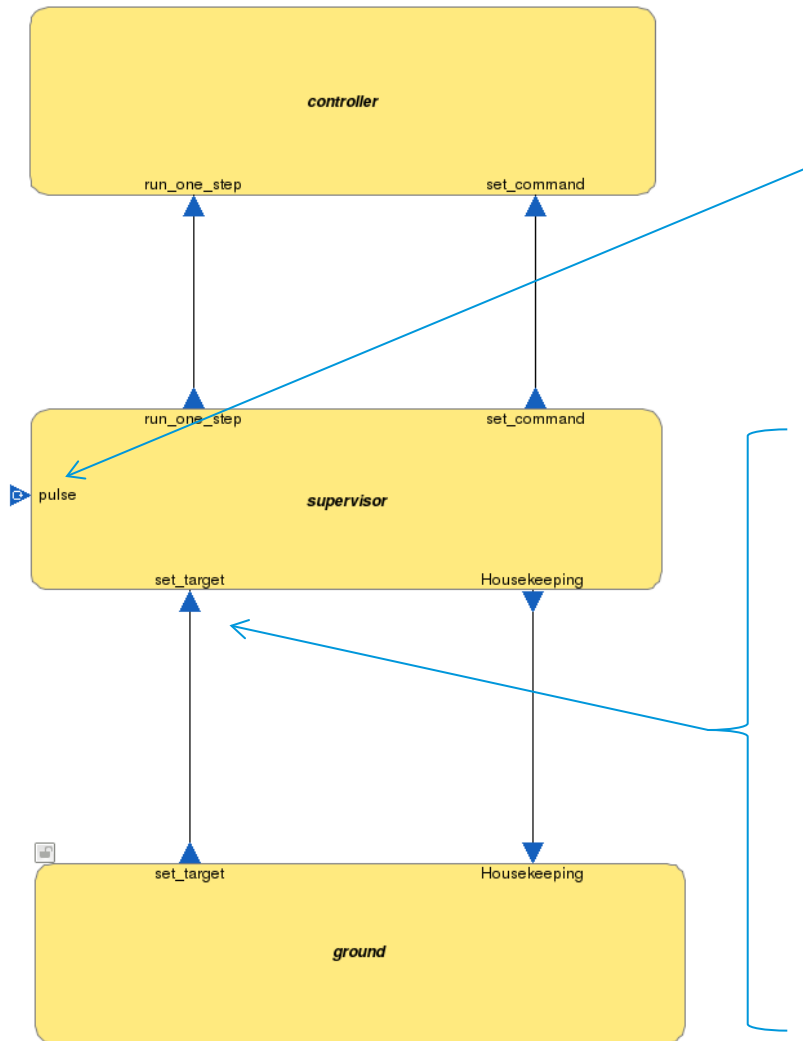 controller
run_one_step set_command
run_one_step set_command
pulse
supervisor
set_target Housekeeping
set_target Housekeeping
ground